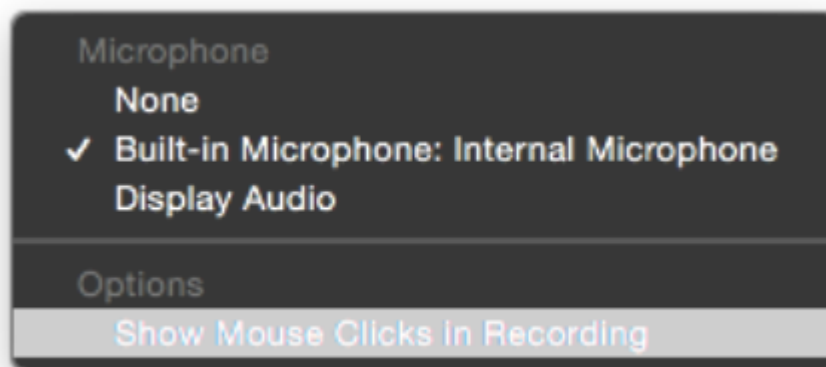 Microphone
None
✓ Built-in Microphone: Internal Microphone
Display Audio
Options
Show Mouse Clicks in Recording